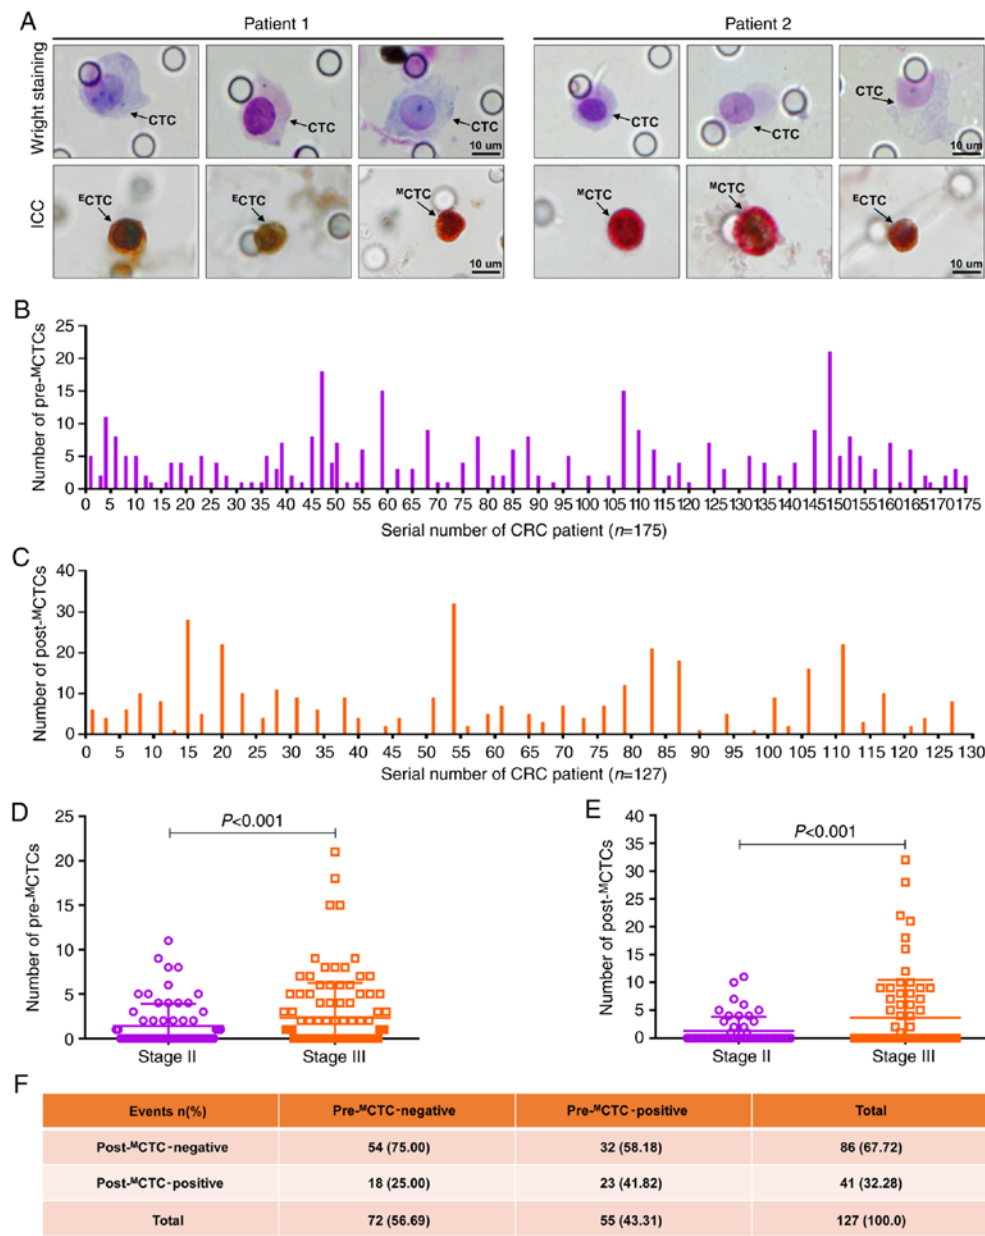 A
Patient 1
Patient 2
Wright staining
CTC
CTC
CTC
10 um
CTC
CTC
CTC
10 um
ICC
ᴱCTC
ᴱCTC
ᴹCTC
10 um
ᴹCTC
ᴹCTC
ᴱCTC
10 um
B
Number of pre-ᴹCTCs
25
20
15
10
5
0
0 5 10 15 20 25 30 35 40 45 50 55 60 65 70 75 80 85 90 95 100 105 110 115 120 125 130 135 140 145 150 155 160 165 170 175
Serial number of CRC patient (n=175)
C
Number of post-ᴹCTCs
40
30
20
10
0
0 5 10 15 20 25 30 35 40 45 50 55 60 65 70 75 80 85 90 95 100 105 110 115 120 125 130
Serial number of CRC patient (n=127)
D
Number of pre-ᴹCTCs
25
20
15
10
5
0
P<0.001
Stage II Stage III
E
Number of post-ᴹCTCs
40
35
30
25
20
15
10
5
0
P<0.001
Stage II Stage III
F
Events n(%) Pre-ᴹCTC-negative Pre-ᴹCTC-positive Total
Post-ᴹCTC-negative 54 (75.00) 32 (58.18) 86 (67.72)
Post-ᴹCTC-positive 18 (25.00) 23 (41.82) 41 (32.28)
Total 72 (56.69) 55 (43.31) 127 (100.0)